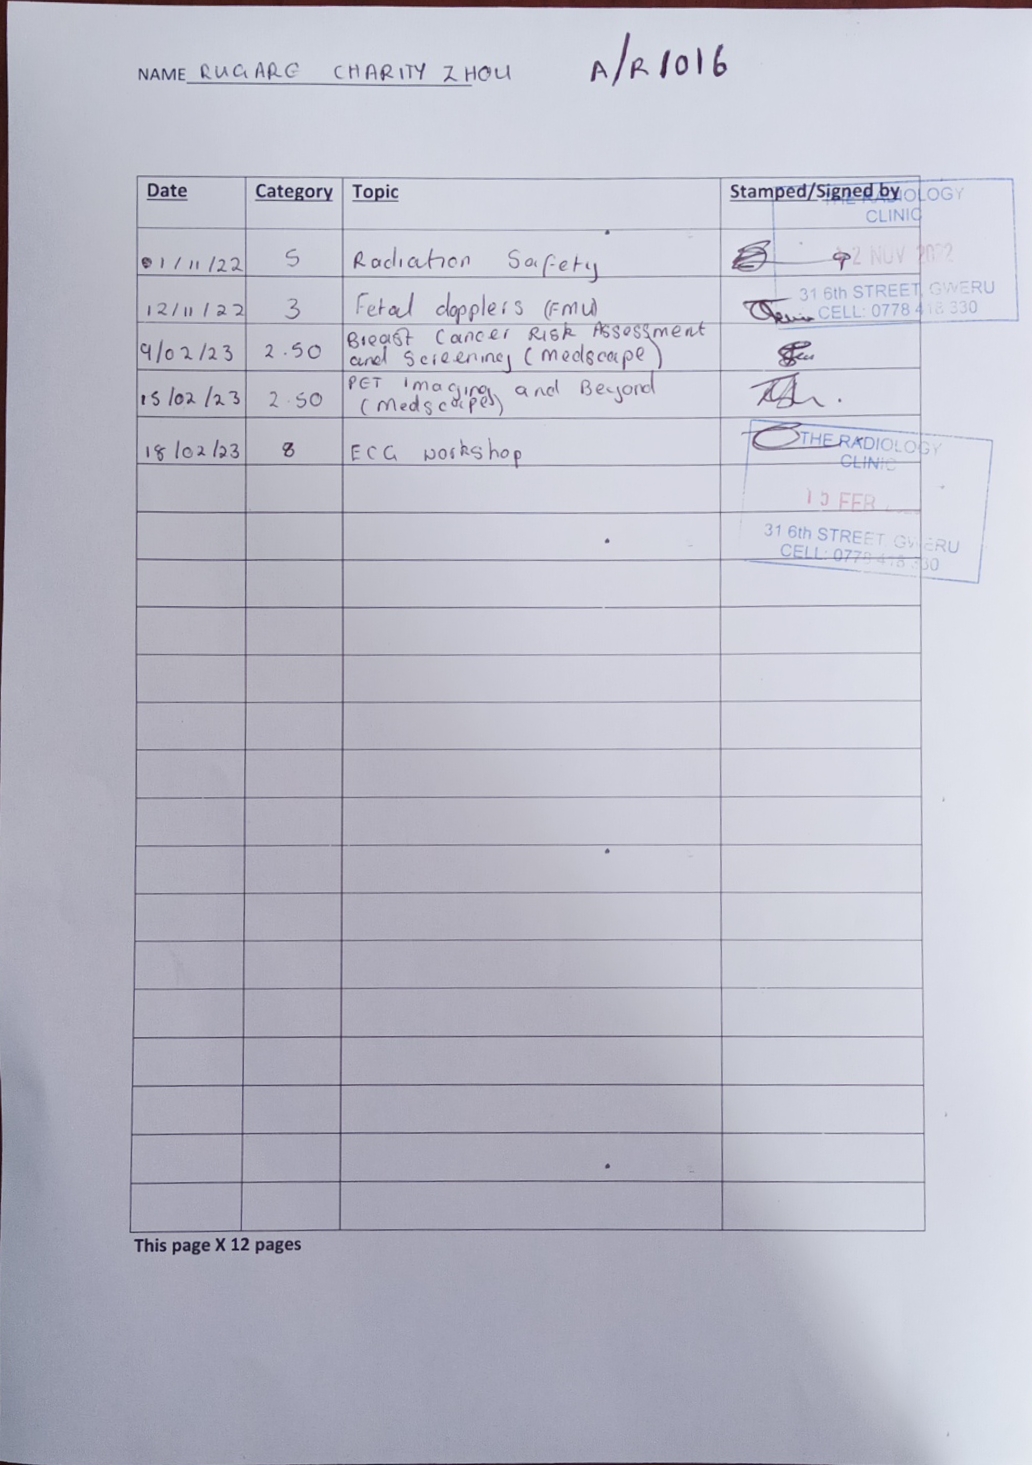 NAME RUGARE CHARITY ZHOU A/R 1016
Date Category Topic Stamped/Signed by
THE RADIOLOGY
CLINIC
01/11/22 5 Radiation Safety
2 NOV 2022
31 6th STREET, GWERU
CELL: 0778 418 330
12/11/22 3 Fetal dopplers (FMU)
9/02/23 2.50 Breast Cancer Risk Assessment
and Screening (Medscape)
15/02/23 2.50 PET Imaging and Beyond
(Medscape)
18/02/23 8 ECG workshop
THE RADIOLOGY
CLINIC
FEB
31 6th STREET, GWERU
CELL: 0778 418 330
This page X 12 pages